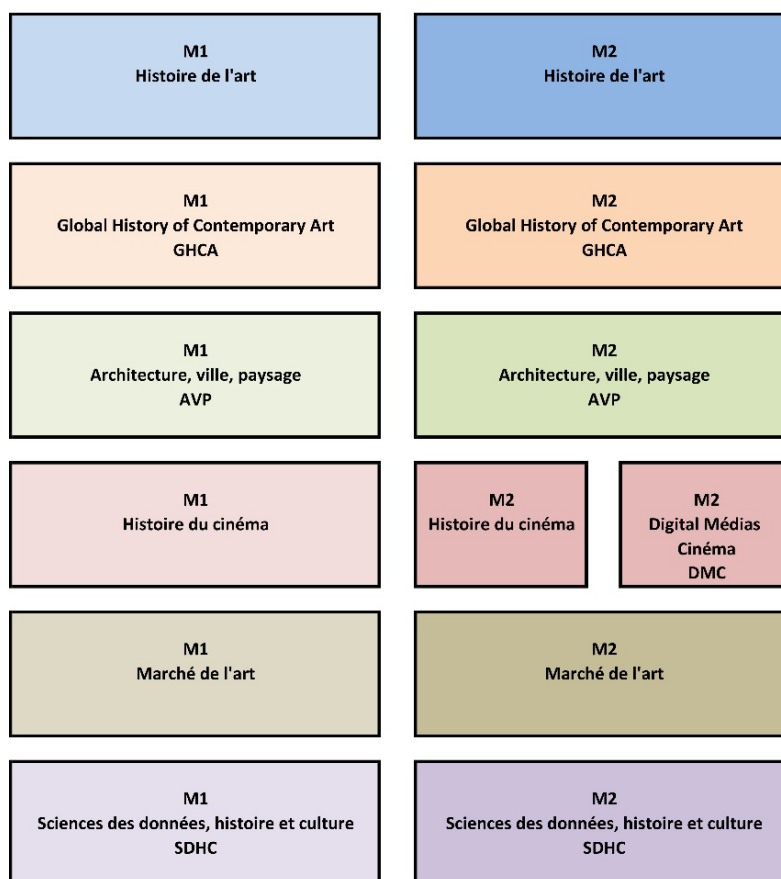 M1
Histoire de l'art
M2
Histoire de l'art
M1
Global History of Contemporary Art
GHCA
M2
Global History of Contemporary Art
GHCA
M1
Architecture, ville, paysage
AVP
M2
Architecture, ville, paysage
AVP
M1
Histoire du cinéma
M2
Histoire du cinéma
M2
Digital Médias
Cinéma
DMC
M1
Marché de l'art
M2
Marché de l'art
M1
Sciences des données, histoire et culture
SDHC
M2
Sciences des données, histoire et culture
SDHC